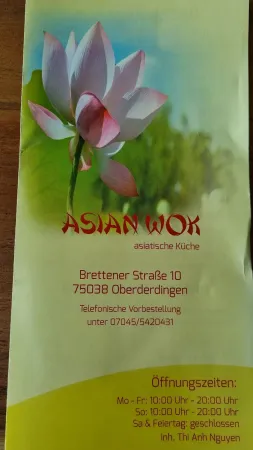 ASIAN WOK
asiatische Küche
Brettener Straße 10
75038 Oberderdingen
Telefonische Vorbestellung
unter 07045/5420431
Öffnungszeiten:
Mo - Fr: 10:00 Uhr - 20:00 Uhr
So: 10:00 Uhr - 20:00 Uhr
Sa & Feiertag: geschlossen
Inh. Thi Anh Nguyen